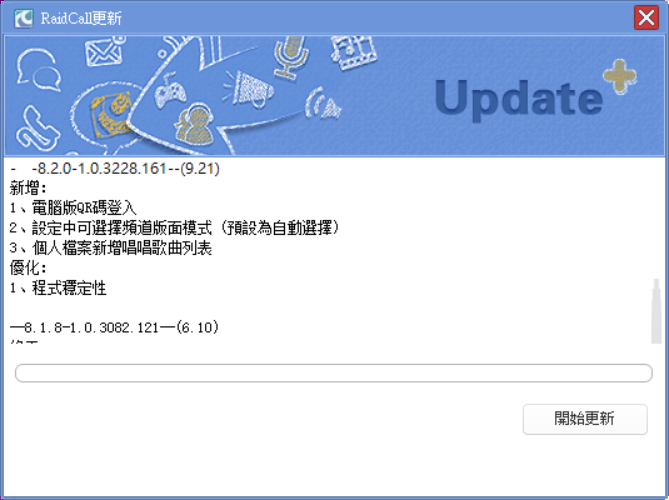 RaidCall更新
Update
- -8.2.0-1.0.3228.161--(9.21)
新增:
1、電腦版QR碼登入
2、設定中可選擇頻道版面模式 (預設為自動選擇)
3、個人檔案新增唱唱歌曲列表
優化:
1、程式穩定性
—8.1.8-1.0.3082.121—(6.10)
開始更新